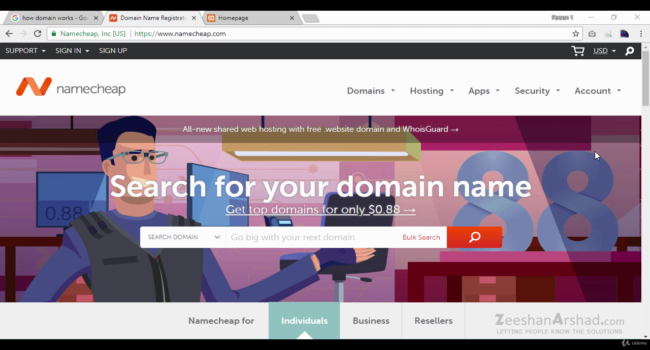 how domain works - Goo
Domain Name Registrat
Homepage
Namecheap, Inc [US] | https://www.namecheap.com
SUPPORT
SIGN IN
SIGN UP
USD
namecheap
Domains
Hosting
Apps
Security
Account
All-new shared web hosting with free .website domain and WhoisGuard →
0.88
88
Search for your domain name
Get top domains for only $0.88 →
SEARCH DOMAIN
Go big with your next domain
Bulk Search
Namecheap for
Individuals
Business
Resellers
ZeeshanArshad.com
LETTING PEOPLE KNOW THE SOLUTIONS
Udemy